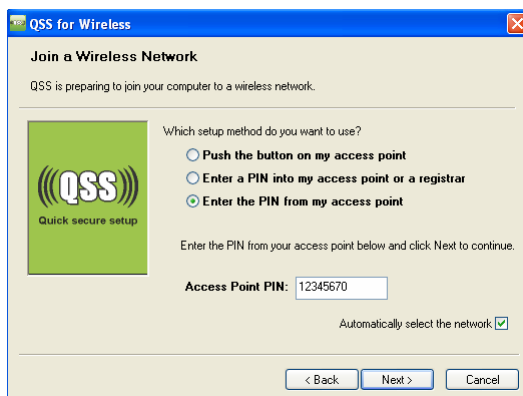 QSS for Wireless
Join a Wireless Network
QSS is preparing to join your computer to a wireless network.
Which setup method do you want to use?
Push the button on my access point
Enter a PIN into my access point or a registrar
Enter the PIN from my access point
QSS
Quick secure setup
Enter the PIN from your access point below and click Next to continue.
Access Point PIN: 12345670
Automatically select the network
< Back Next > Cancel